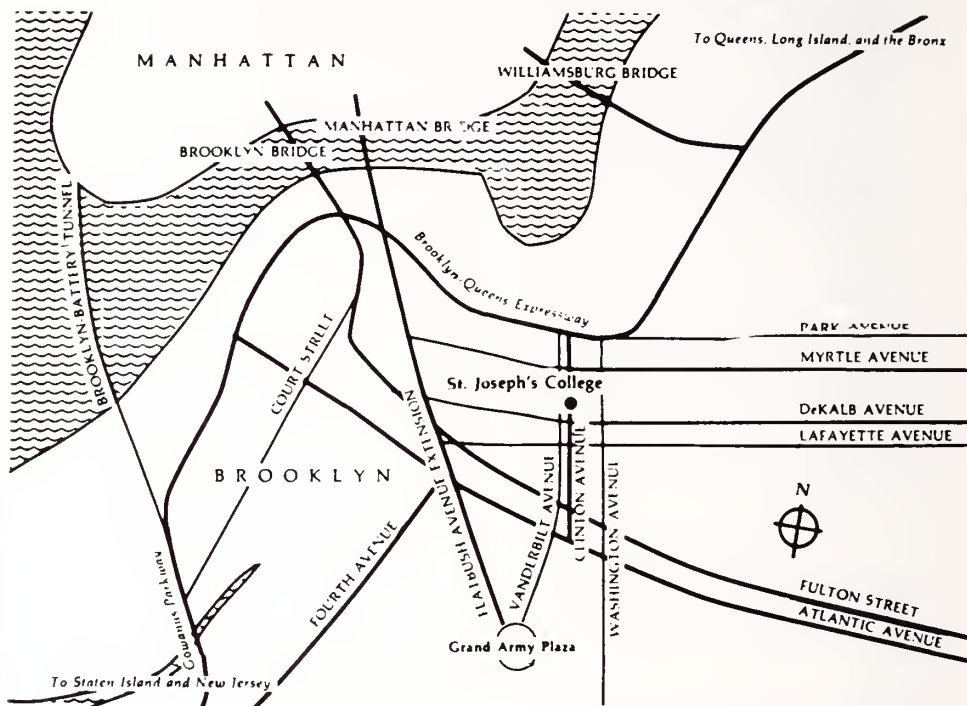 To Queens, Long Island, and the Bronx
MANHATTAN
WILLIAMSBURG BRIDGE
MANHATTAN BRIDGE
BROOKLYN BRIDGE
BROOKLYN-BATTERY TUNNEL
Brooklyn-Queens Expressway
PARK AVENUE
MYRTLE AVENUE
COURT STREET
St. Joseph's College
DeKALB AVENUE
LAFAYETTE AVENUE
FLATBUSH AVENUE EXTENSION
BROOKLYN
VANDERBILT AVENUE
CLINTON AVENUE
WASHINGTON AVENUE
N
FOURTH AVENUE
FULTON STREET
ATLANTIC AVENUE
Gowanus Parkway
Grand Army Plaza
To Staten Island and New Jersey